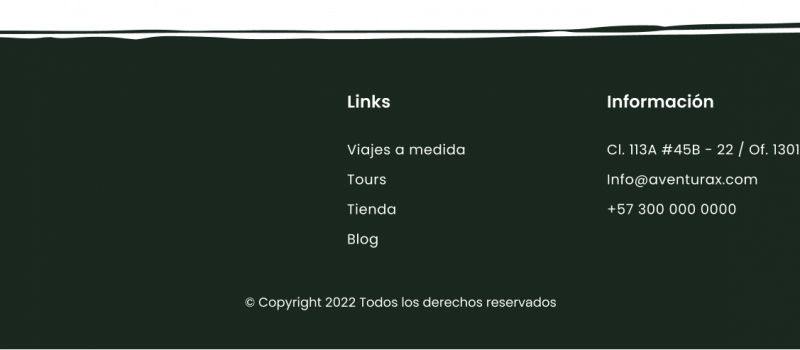 Links
Viajes a medida
Tours
Tienda
Blog
Información
Cl. 113A #45B - 22 / Of. 1301
Info@aventurax.com
+57 300 000 0000
© Copyright 2022 Todos los derechos reservados